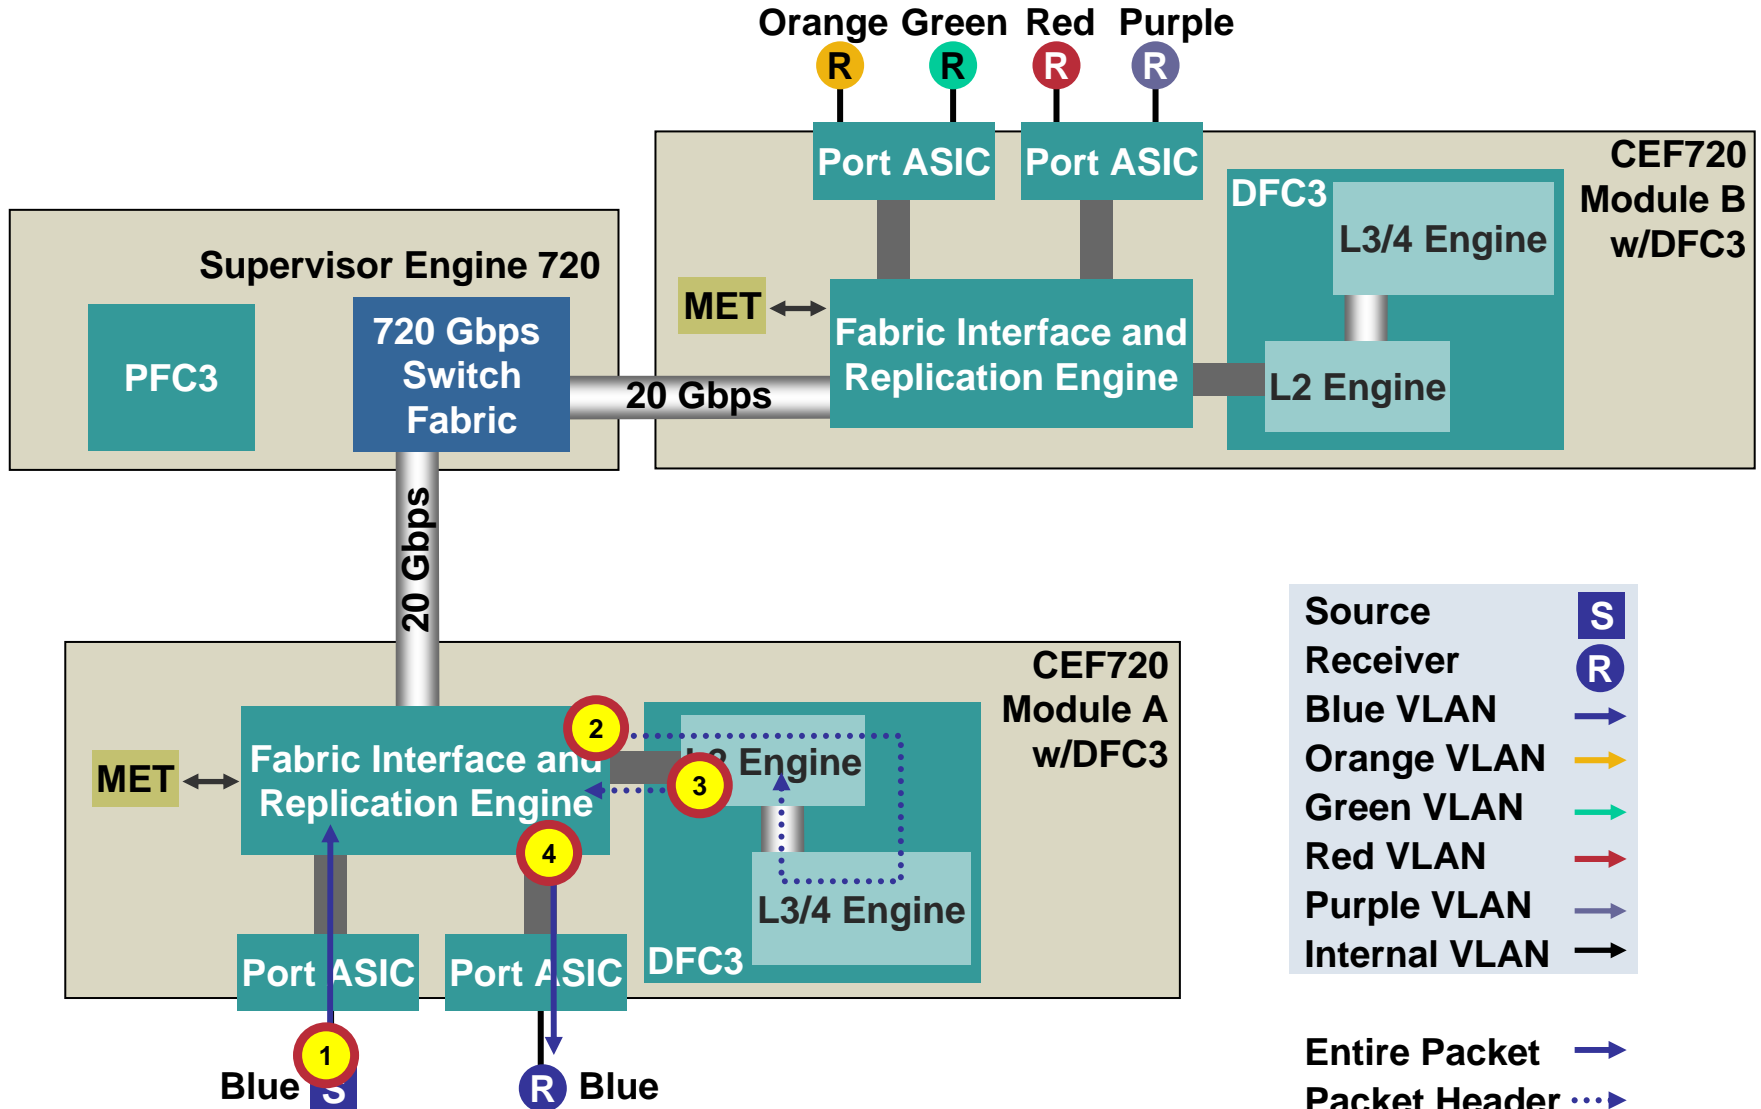 Orange Green Red Purple
R R R R
Port ASIC Port ASIC
CEF720
Module B
w/DFC3
DFC3
L3/4 Engine
Supervisor Engine 720
MET
Fabric Interface and
Replication Engine
L2 Engine
PFC3
720 Gbps
Switch
Fabric
20 Gbps
20 Gbps
CEF720
Module A
w/DFC3
MET
Fabric Interface and
Replication Engine
2
Engine
3
4
L3/4 Engine
Port ASIC Port ASIC
DFC3
1
Blue S
R Blue
Source S
Receiver R
Blue VLAN
Orange VLAN
Green VLAN
Red VLAN
Purple VLAN
Internal VLAN
Entire Packet
Packet Header